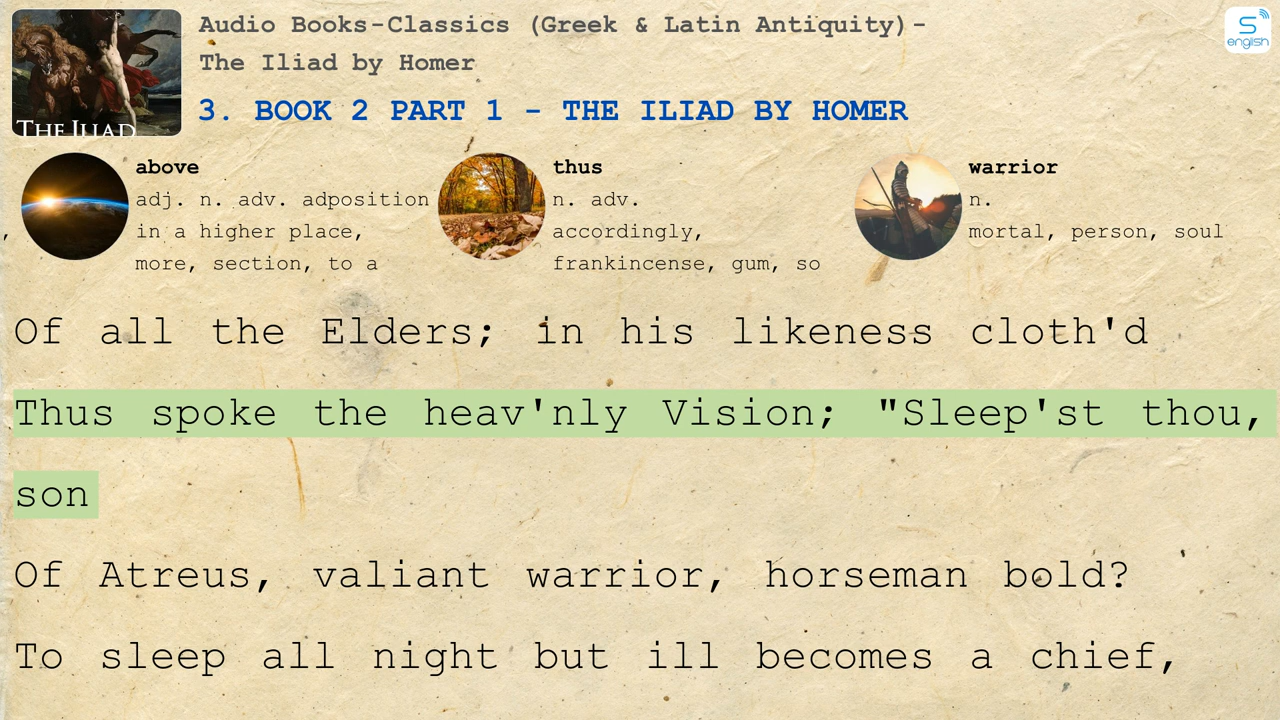 Audio Books-Classics (Greek & Latin Antiquity)-
The Iliad by Homer
3. BOOK 2 PART 1 - THE ILIAD BY HOMER
THE ILIAD
S
english
above
adj. n. adv. adposition
in a higher place,
more, section, to a
thus
n. adv.
accordingly,
frankincense, gum, so
warrior
n.
mortal, person, soul
Of all the Elders; in his likeness cloth'd
Thus spoke the heav'nly Vision; "Sleep'st thou,
son
Of Atreus, valiant warrior, horseman bold?
To sleep all night but ill becomes a chief,